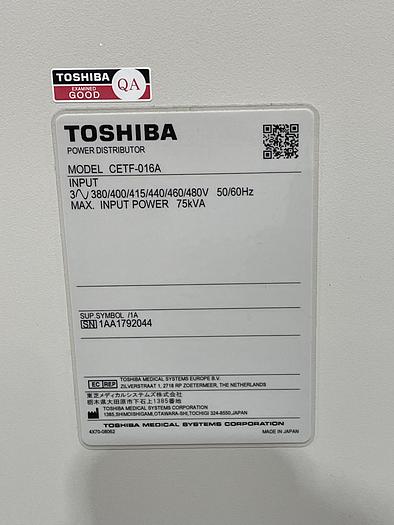 TOSHIBA
EXAMINED
GOOD
QA
TOSHIBA
POWER DISTRIBUTOR
MODEL CETF-016A
INPUT
3∿380/400/415/440/460/480V 50/60Hz
MAX. INPUT POWER 75kVA
SUP.SYMBOL /1A
SN 1AA1792044
EC REP TOSHIBA MEDICAL SYSTEMS EUROPE B.V.
ZILVERSTRAAT 1, 2718 RP ZOETERMEER, THE NETHERLANDS
東芝メディカルシステムズ株式会社
栃木県大田原市下石上1385番地
TOSHIBA MEDICAL SYSTEMS CORPORATION
1385,SHIMOISHIGAMI,OTAWARA-SHI,TOCHIGI 324-8550,JAPAN
TOSHIBA MEDICAL SYSTEMS CORPORATION
4X70-08062 MADE IN JAPAN